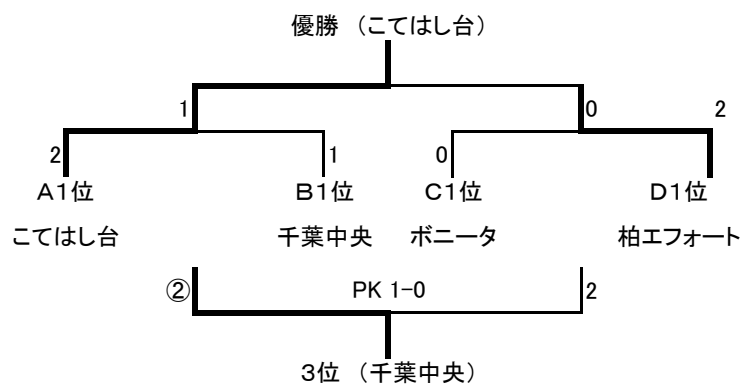 優勝 （こてはし台）
1 0 2
2 1 0
A1位 B1位 C1位 D1位
こてはし台 千葉中央 ボニータ 柏エフォート
② PK 1-0 2
3位 （千葉中央）